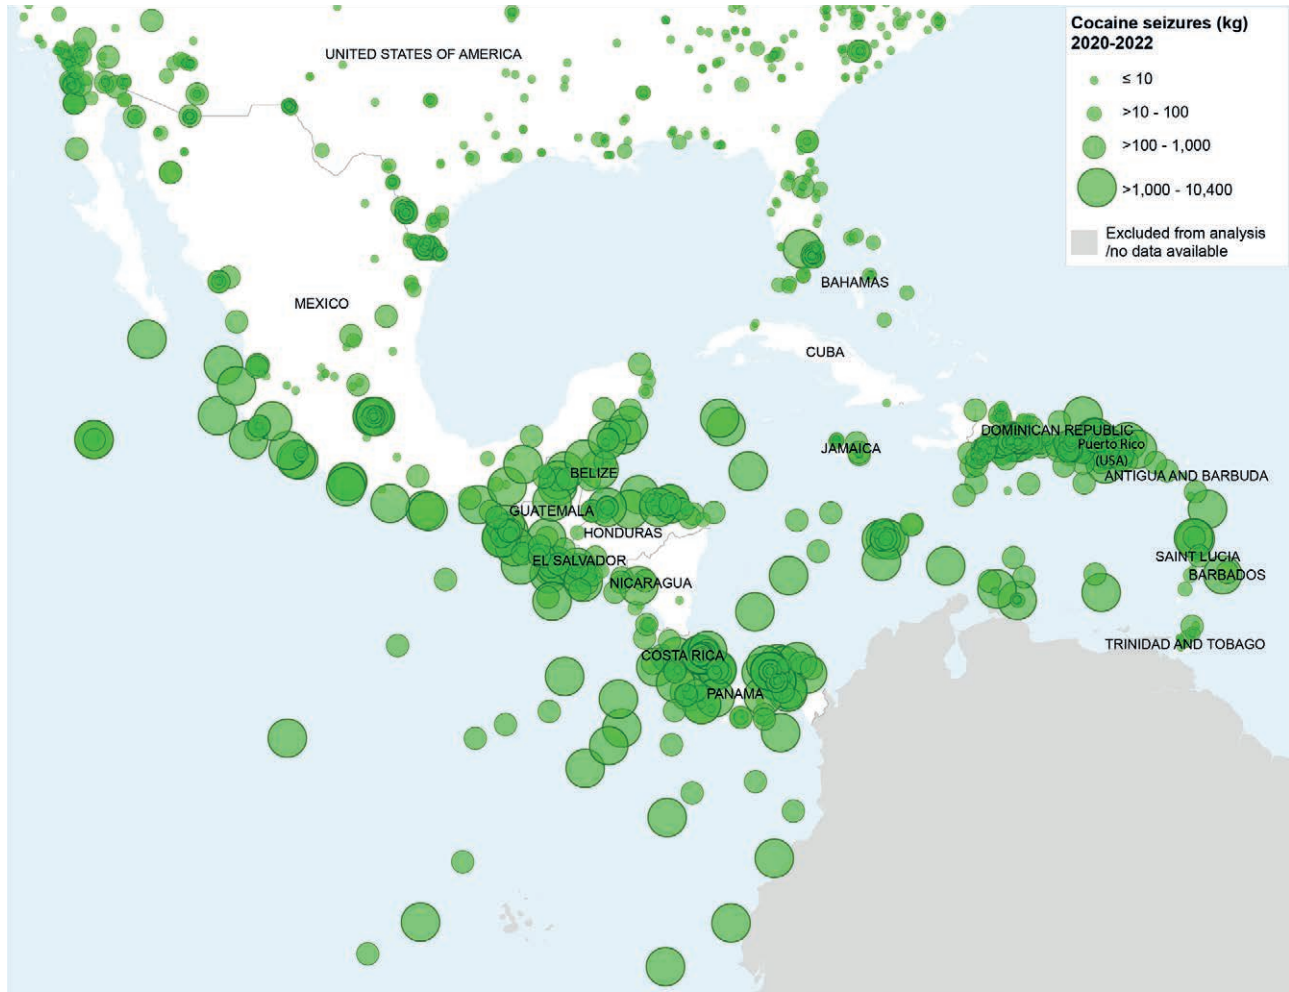 Cocaine seizures (kg)
2020-2022
≤ 10
>10 - 100
>100 - 1,000
>1,000 - 10,400
Excluded from analysis
/no data available
UNITED STATES OF AMERICA
BAHAMAS
MEXICO
CUBA
DOMINICAN REPUBLIC
Puerto Rico
(USA)
JAMAICA
BELIZE
ANTIGUA AND BARBUDA
GUATEMALA
HONDURAS
EL SALVADOR
SAINT LUCIA
BARBADOS
NICARAGUA
TRINIDAD AND TOBAGO
COSTA RICA
PANAMA